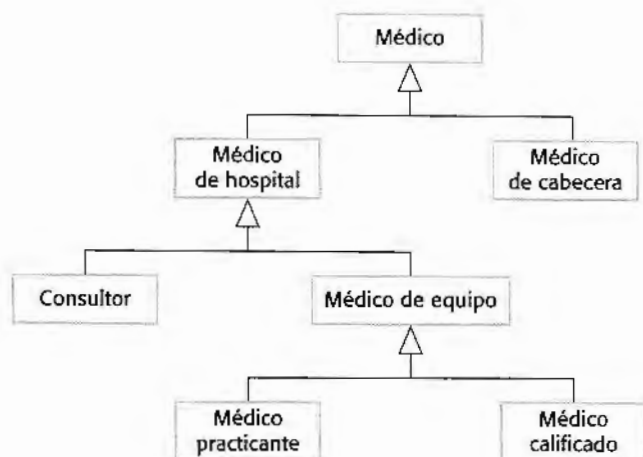 Médico
Médico
de hospital
Médico
de cabecera
Consultor
Médico de equipo
Médico
practicante
Médico
calificado